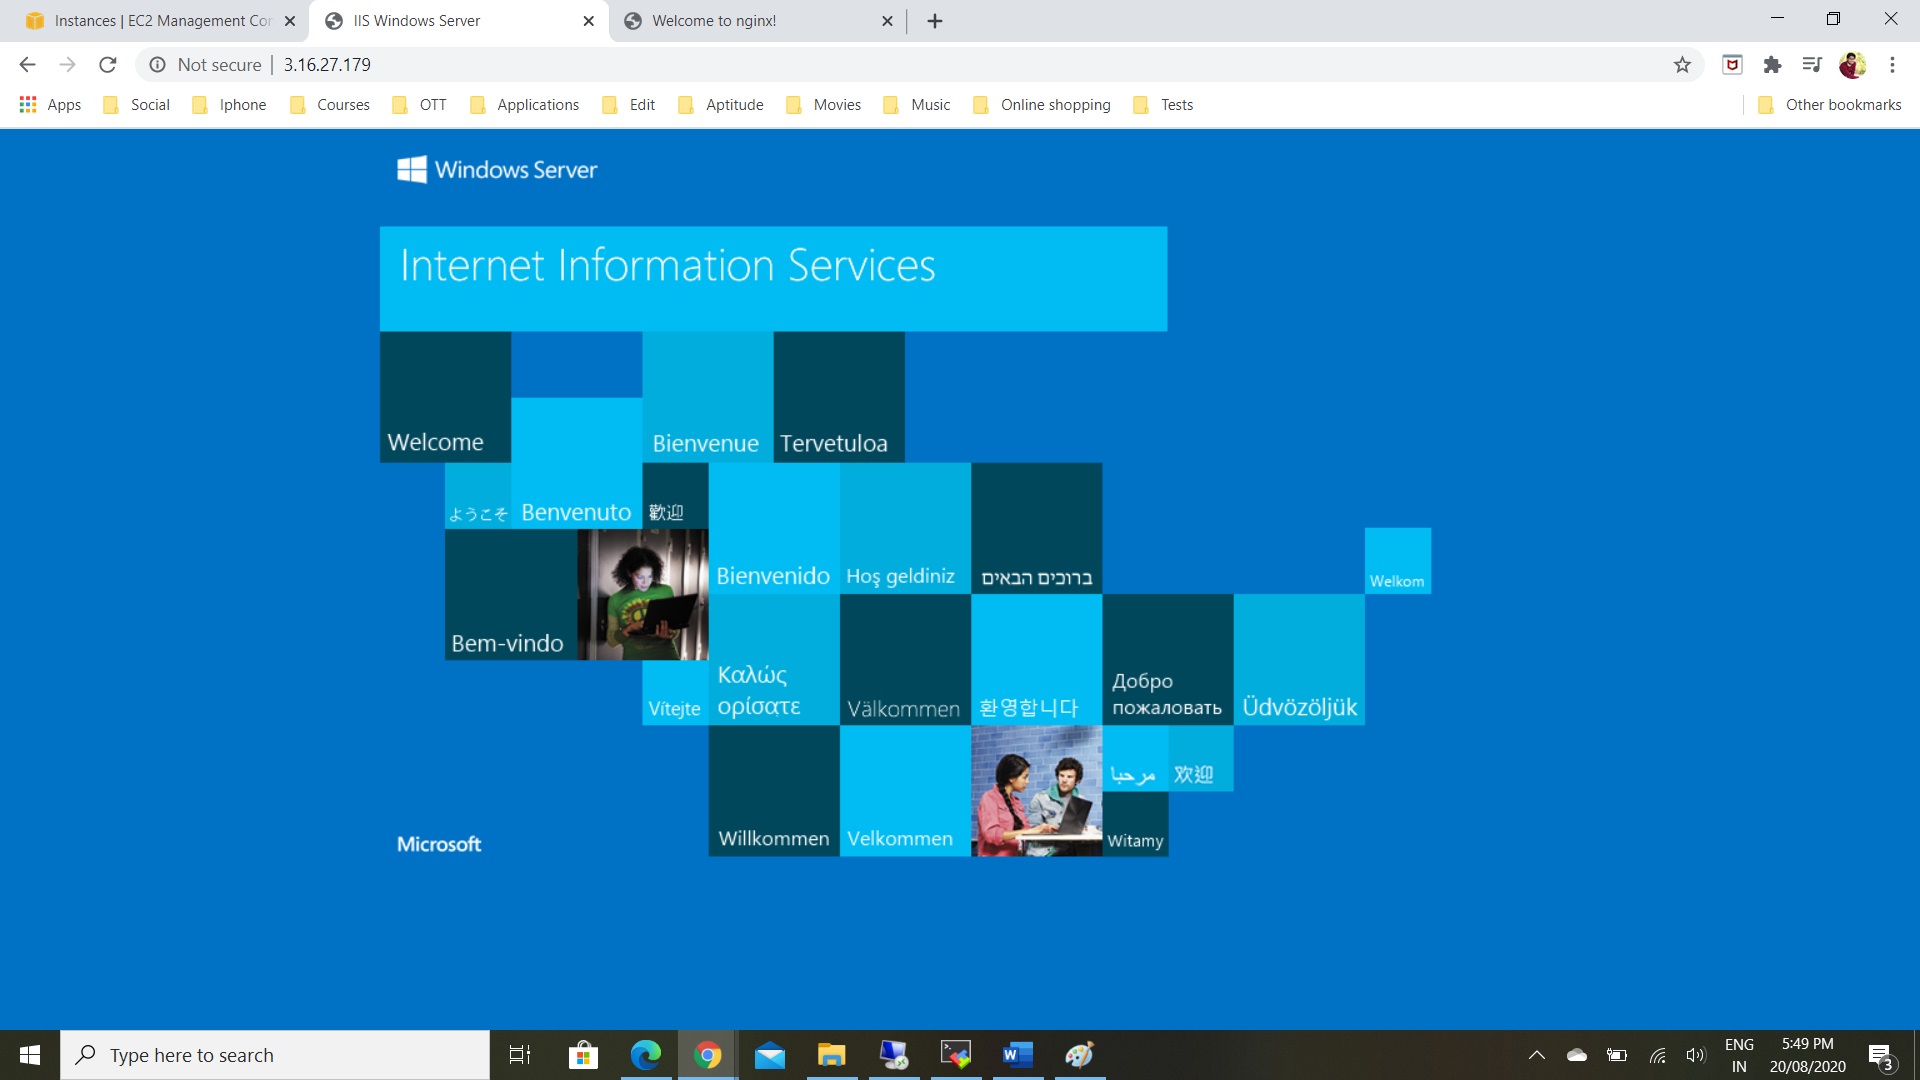 Instances | EC2 Management Con
IIS Windows Server
Welcome to nginx!
Not secure | 3.16.27.179
Apps
Social
Iphone
Courses
OTT
Applications
Edit
Aptitude
Movies
Music
Online shopping
Tests
Other bookmarks
Windows Server
Internet Information Services
Welcome
Bienvenue
Tervetuloa
ようこそ
Benvenuto
歡迎
Bienvenido
Hoş geldiniz
ברוכים הבאים
Welkom
Bem-vindo
Vítejte
Καλώς
ορίσατε
Välkommen
환영합니다
Добро
пожаловать
Üdvözöljük
Willkommen
Velkommen
مرحبا
欢迎
Witamy
Microsoft
Type here to search
ENG
IN
5:49 PM
20/08/2020
3